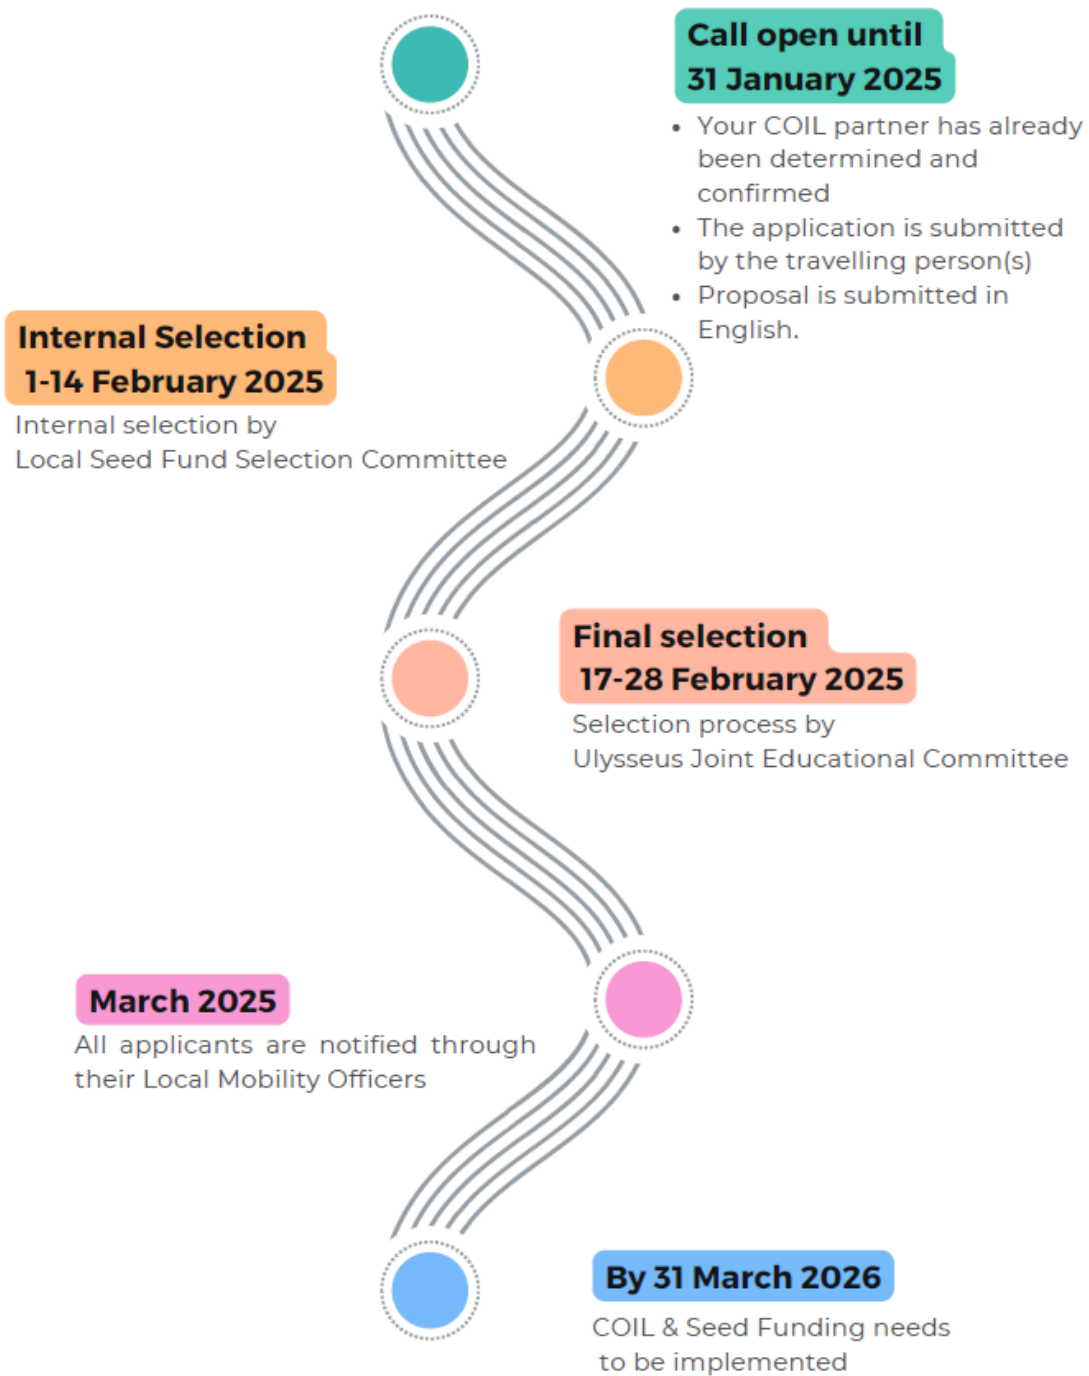 Call open until
31 January 2025
• Your COIL partner has already
been determined and
confirmed
• The application is submitted
by the travelling person(s)
• Proposal is submitted in
English.
Internal Selection
1-14 February 2025
Internal selection by
Local Seed Fund Selection Committee
Final selection
17-28 February 2025
Selection process by
Ulysseus Joint Educational Committee
March 2025
All applicants are notified through
their Local Mobility Officers
By 31 March 2026
COIL & Seed Funding needs
to be implemented